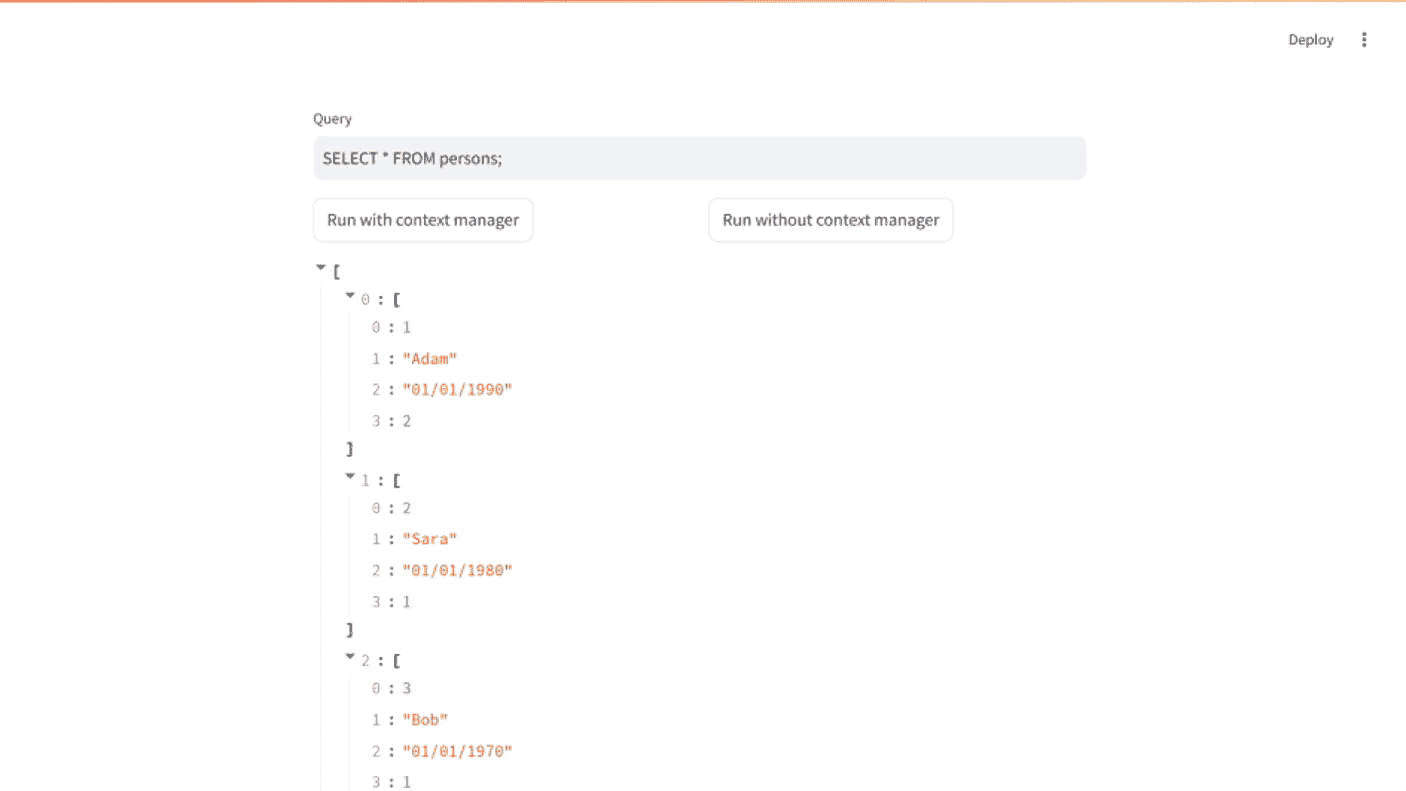 Deploy
Query
SELECT * FROM persons;
Run with context manager Run without context manager
[
0 : [
0 : 1
1 : "Adam"
2 : "01/01/1990"
3 : 2
]
1 : [
0 : 2
1 : "Sara"
2 : "01/01/1980"
3 : 1
]
2 : [
0 : 3
1 : "Bob"
2 : "01/01/1970"
3 : 1